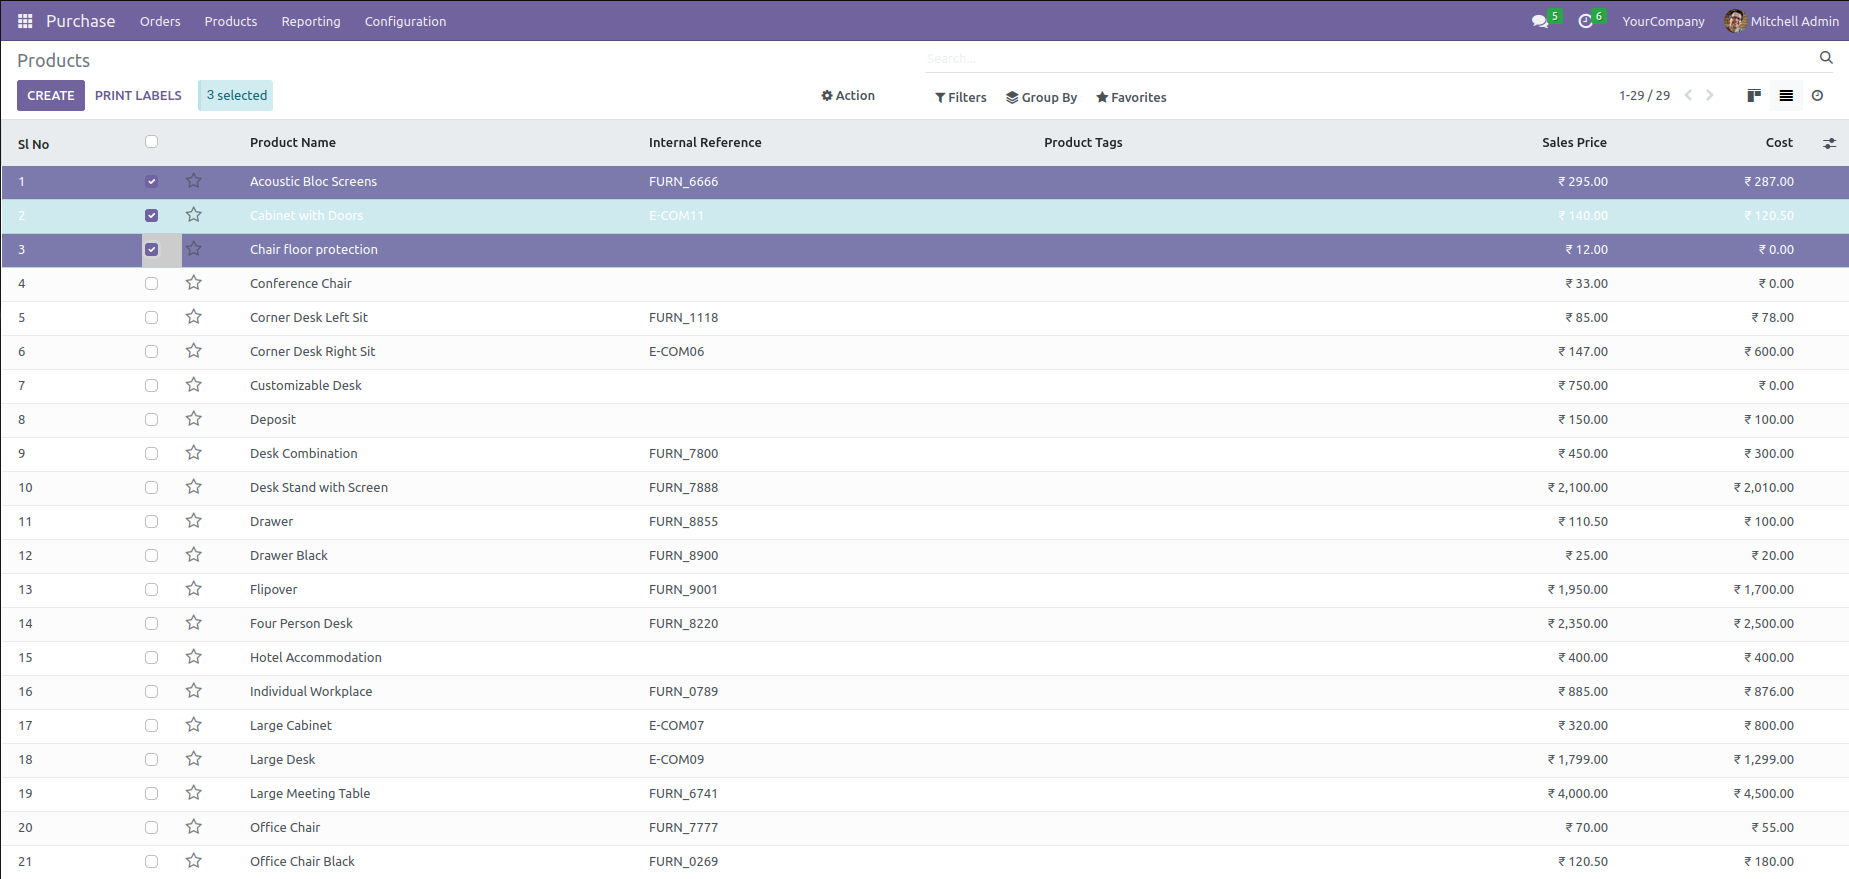 Purchase Orders Products Reporting Configuration 5 6 YourCompany Mitchell Admin
Products Search...
CREATE PRINT LABELS 3 selected Action Filters Group By Favorites 1-29 / 29
Sl No Product Name Internal Reference Product Tags Sales Price Cost
1 Acoustic Bloc Screens FURN_6666 ₹ 295.00 ₹ 287.00
2 Cabinet with Doors E-COM11 ₹ 140.00 ₹ 120.50
3 Chair floor protection ₹ 12.00 ₹ 0.00
4 Conference Chair ₹ 33.00 ₹ 0.00
5 Corner Desk Left Sit FURN_1118 ₹ 85.00 ₹ 78.00
6 Corner Desk Right Sit E-COM06 ₹ 147.00 ₹ 600.00
7 Customizable Desk ₹ 750.00 ₹ 0.00
8 Deposit ₹ 150.00 ₹ 100.00
9 Desk Combination FURN_7800 ₹ 450.00 ₹ 300.00
10 Desk Stand with Screen FURN_7888 ₹ 2,100.00 ₹ 2,010.00
11 Drawer FURN_8855 ₹ 110.50 ₹ 100.00
12 Drawer Black FURN_8900 ₹ 25.00 ₹ 20.00
13 Flipover FURN_9001 ₹ 1,950.00 ₹ 1,700.00
14 Four Person Desk FURN_8220 ₹ 2,350.00 ₹ 2,500.00
15 Hotel Accommodation ₹ 400.00 ₹ 400.00
16 Individual Workplace FURN_0789 ₹ 885.00 ₹ 876.00
17 Large Cabinet E-COM07 ₹ 320.00 ₹ 800.00
18 Large Desk E-COM09 ₹ 1,799.00 ₹ 1,299.00
19 Large Meeting Table FURN_6741 ₹ 4,000.00 ₹ 4,500.00
20 Office Chair FURN_7777 ₹ 70.00 ₹ 55.00
21 Office Chair Black FURN_0269 ₹ 120.50 ₹ 180.00